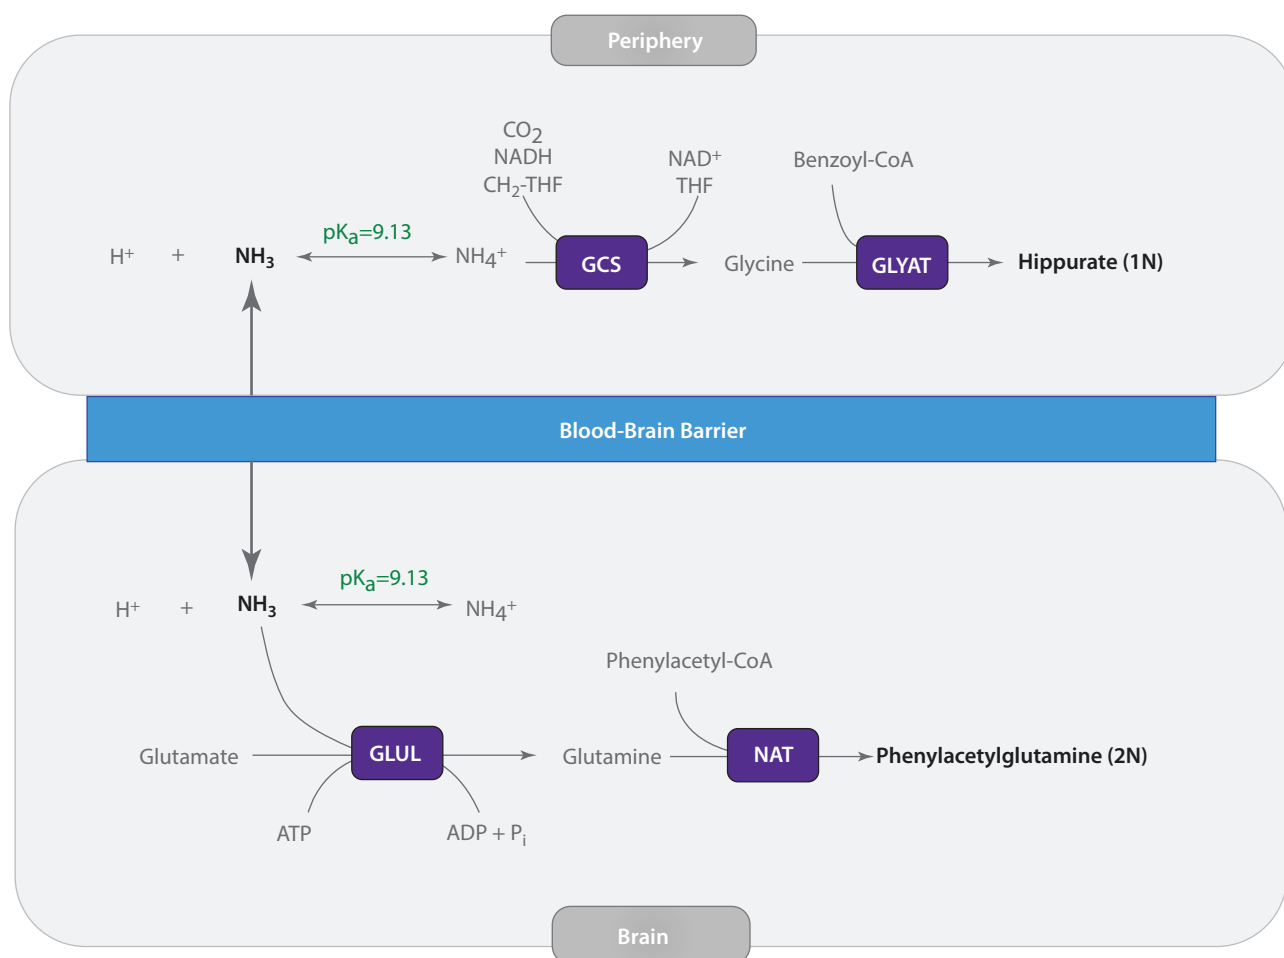 Periphery
CO₂
NADH
CH₂-THF
NAD⁺
THF
Benzoyl-CoA
pKₐ=9.13
H⁺ + NH₃ NH₄⁺ GCS Glycine GLYAT Hippurate (1N)
Blood-Brain Barrier
pKₐ=9.13
H⁺ + NH₃ NH₄⁺
Phenylacetyl-CoA
Glutamate GLUL Glutamine NAT Phenylacetylglutamine (2N)
ATP ADP + Pᵢ
Brain